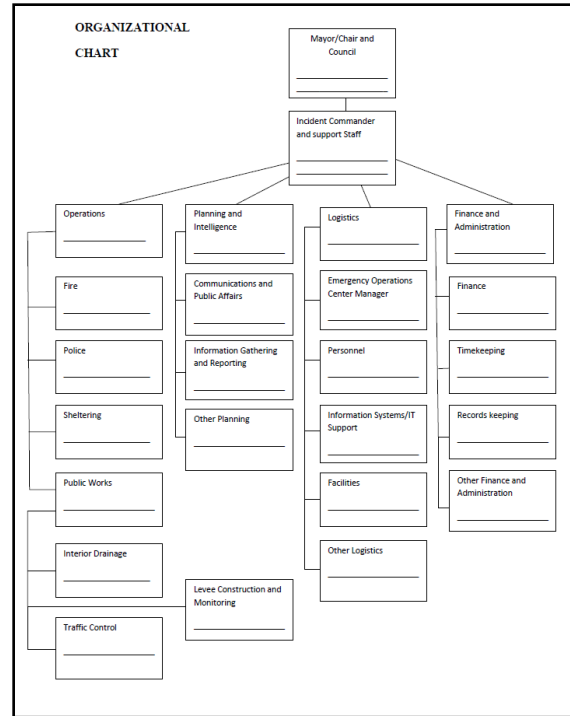 ORGANIZATIONAL
CHART
Mayor/Chair and
Council
Incident Commander
and support Staff
Operations
Planning and
Intelligence
Logistics
Finance and
Administration
Fire
Communications and
Public Affairs
Emergency Operations
Center Manager
Finance
Police
Information Gathering
and Reporting
Personnel
Timekeeping
Sheltering
Other Planning
Information Systems/IT
Support
Records keeping
Public Works
Facilities
Other Finance and
Administration
Interior Drainage
Other Logistics
Levee Construction and
Monitoring
Traffic Control